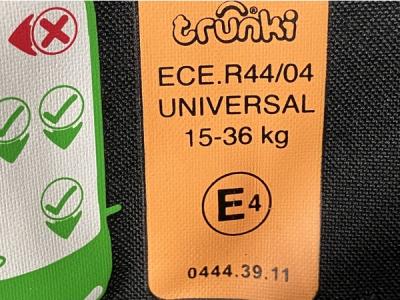 trunki
ECE.R44/04
UNIVERSAL
15-36 kg
E4
0444.39.11